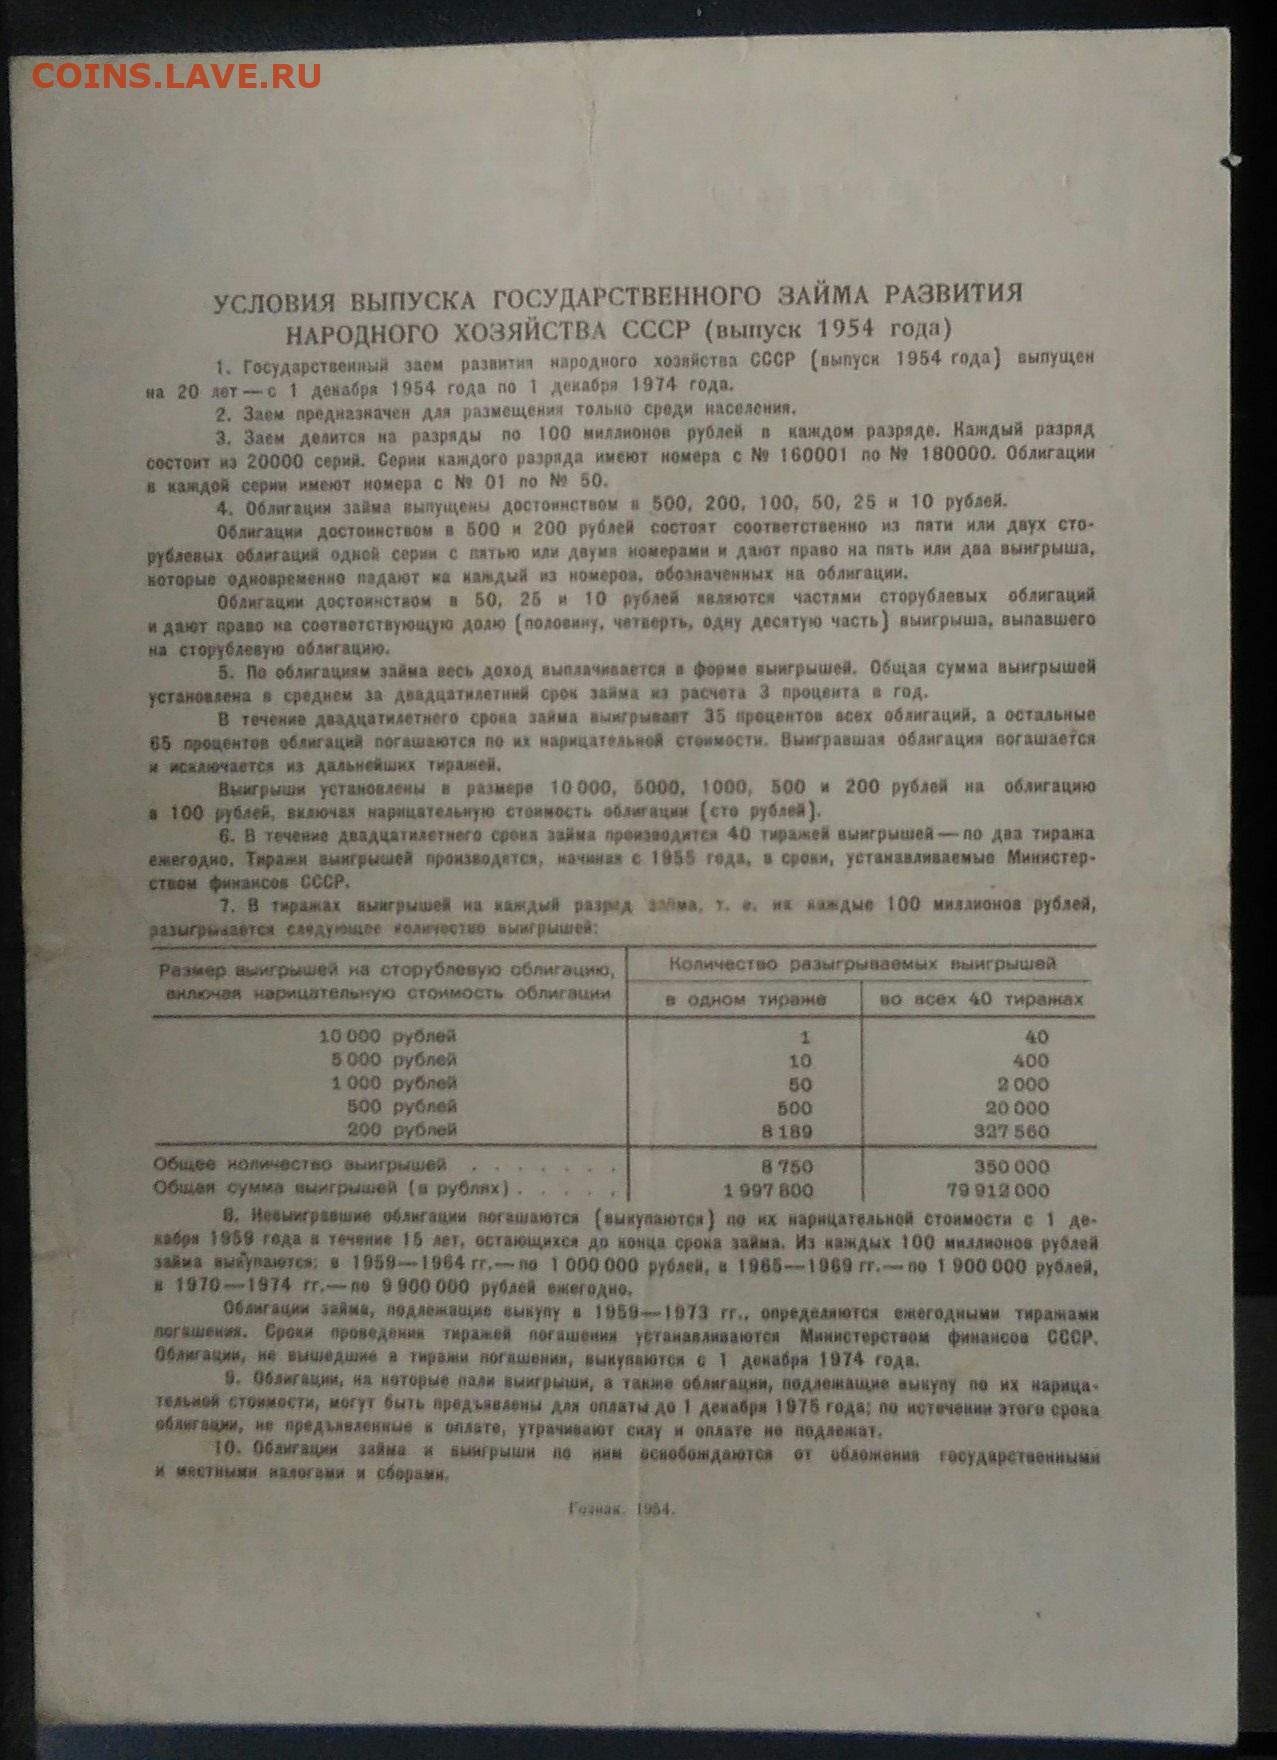 COINS.LAVE.RU
УСЛОВИЯ ВЫПУСКА ГОСУДАРСТВЕННОГО ЗАЙМА РАЗВИТИЯ
НАРОДНОГО ХОЗЯЙСТВА СССР (выпуск 1954 года)
1. Государственный заем развития народного хозяйства СССР (выпуск 1954 года) выпущен
на 20 лет — с 1 декабря 1954 года по 1 декабря 1974 года.
2. Заем предназначен для размещения только среди населения.
3. Заем делится на разряды по 100 миллионов рублей в каждом разряде. Каждый разряд
состоит из 20000 серий. Серии каждого разряда имеют номера с № 160001 по № 180000. Облигации
в каждой серии имеют номера с № 01 по № 50.
4. Облигации займа выпущены достоинством в 500, 200, 100, 50, 25 и 10 рублей.
Облигации достоинством в 500 и 200 рублей состоят соответственно из пяти или двух сто-
рублевых облигаций одной серии с пятью или двумя номерами и дают право на пять или два выигрыша,
которые одновременно падают на каждый из номеров, обозначенных на облигации.
Облигации достоинством в 50, 25 и 10 рублей являются частями сторублевых облигаций
и дают право на соответствующую долю (половину, четверть, одну десятую часть) выигрыша, выпавшего
на сторублевую облигацию.
5. По облигациям займа весь доход выплачивается в форме выигрышей. Общая сумма выигрышей
установлена в среднем за двадцатилетний срок займа из расчета 3 процента в год.
В течение двадцатилетнего срока займа выигрывает 35 процентов всех облигаций, а остальные
65 процентов облигаций погашаются по их нарицательной стоимости. Выигравшая облигация погашается
и исключается из дальнейших тиражей.
Выигрыши установлены в размере 10 000, 5000, 1000, 500 и 200 рублей на облигацию
в 100 рублей, включая нарицательную стоимость облигации (сто рублей).
6. В течение двадцатилетнего срока займа производится 40 тиражей выигрышей — по два тиража
ежегодно. Тиражи выигрышей производятся, начиная с 1955 года, в сроки, устанавливаемые Министер-
ством финансов СССР.
7. В тиражах выигрышей на каждый разряд займа, т. е. на каждые 100 миллионов рублей,
разыгрывается следующее количество выигрышей:
Размер выигрышей на сторублевую облигацию,
включая нарицательную стоимость облигации
Количество разыгрываемых выигрышей
в одном тираже во всех 40 тиражах
10 000 рублей 1 40
5 000 рублей 10 400
1 000 рублей 50 2 000
500 рублей 500 20 000
200 рублей 8 189 327 560
Общее количество выигрышей . . . . . . . 8 750 350 000
Общая сумма выигрышей (в рублях) . . . . . 1 997 800 79 912 000
8. Невыигравшие облигации погашаются (выкупаются) по их нарицательной стоимости с 1 де-
кабря 1959 года в течение 15 лет, остающихся до конца срока займа. Из каждых 100 миллионов рублей
займа выкупаются: в 1959—1964 гг.—по 1 000 000 рублей, в 1965—1969 гг.—по 1 900 000 рублей,
в 1970—1974 гг.—по 9 900 000 рублей ежегодно.
Облигации займа, подлежащие выкупу в 1959—1973 гг., определяются ежегодными тиражами
погашения. Сроки проведения тиражей погашения устанавливаются Министерством финансов СССР.
Облигации, не вышедшие в тиражи погашения, выкупаются с 1 декабря 1974 года.
9. Облигации, на которые пали выигрыши, а также облигации, подлежащие выкупу по их нарица-
тельной стоимости, могут быть предъявлены для оплаты до 1 декабря 1975 года; по истечении этого срока
облигации, не предъявленные к оплате, утрачивают силу и оплате не подлежат.
10. Облигации займа и выигрыши по ним освобождаются от обложения государственными
и местными налогами и сборами.
Гознак. 1954.